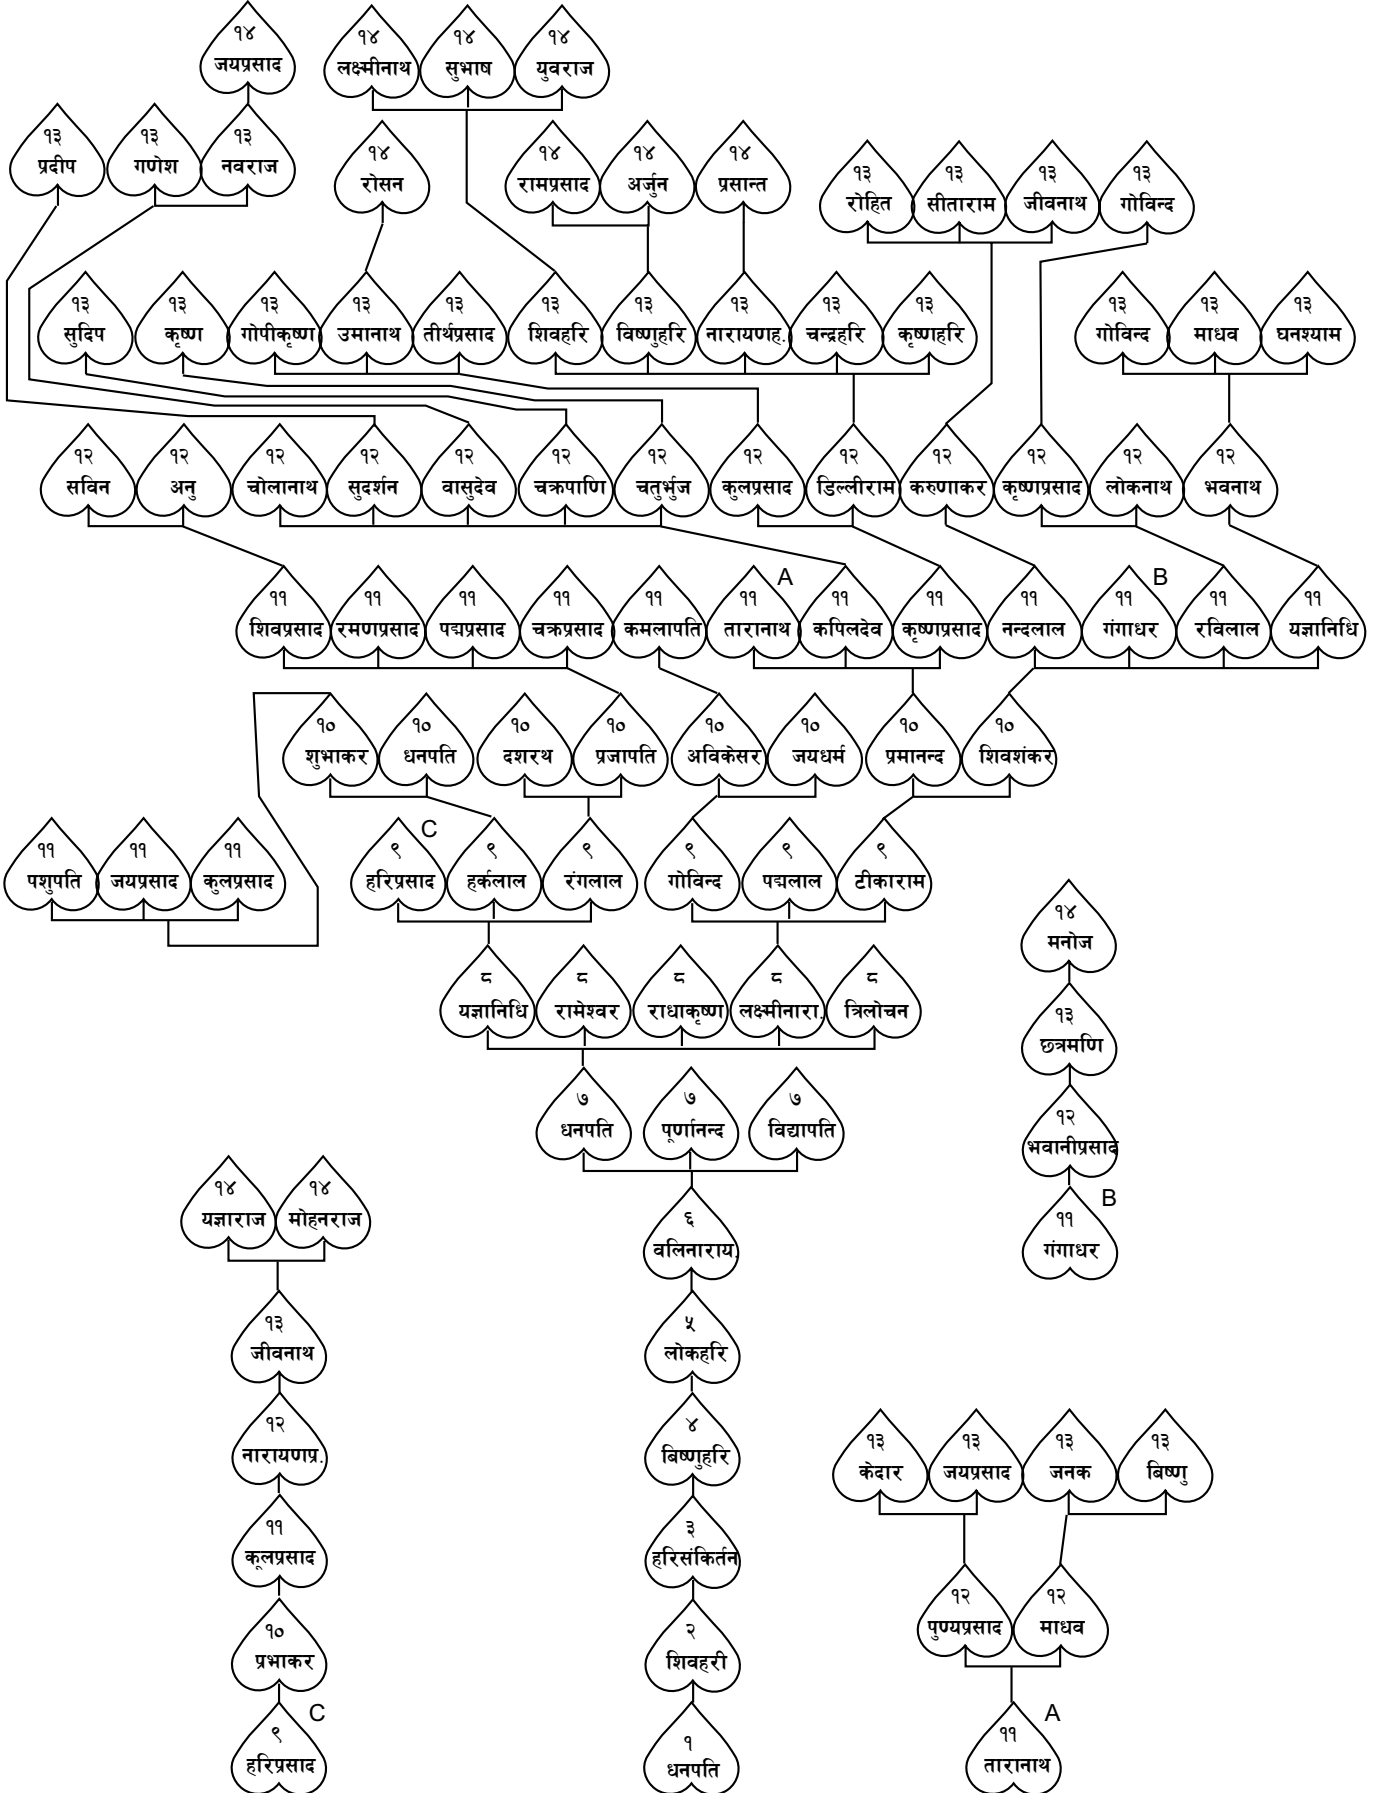 १४ १४ १४ १४
जयप्रसाद लक्ष्मीनाथ सुभाष युवराज
१३ १३ १३ १४ १४ १४ १४
प्रदीप गणेश नवराज रोसन रामप्रसाद अर्जुन प्रसान्त
१३ १३ १३ १३
रोहित सीताराम जीवनाथ गोविन्द
१३ १३ १३ १३ १३ १३ १३ १३ १३ १३ १३ १३ १३
सुदिप कृष्ण गोपीकृष्ण उमानाथ तीर्थप्रसाद शिवहरि विष्णुहरि नारायणह. चन्द्रहरि कृष्णहरि गोविन्द माधव घनश्याम
१२ १२ १२ १२ १२ १२ १२ १२ १२ १२ १२ १२ १२
सविन अनु चोलानाथ सुदर्शन वासुदेव चक्रपाणि चतुर्भुज कुलप्रसाद डिल्लीराम करुणाकर कृष्णप्रसाद लोकनाथ भवनाथ
A B
११ ११ ११ ११ ११ ११ ११ ११ ११ ११ ११ ११
शिवप्रसाद रमणप्रसाद पद्मप्रसाद चक्रप्रसाद कमलापति तारानाथ कपिलदेव कृष्णप्रसाद नन्दलाल गंगाधर रविलाल यज्ञानिधि
१० १० १० १० १० १० १० १०
शुभाकर धनपति दशरथ प्रजापति अविकेसर जयधर्म प्रमानन्द शिवशंकर
C
११ ११ ११ ९ ९ ९ ९ ९ ९
पशुपति जयप्रसाद कुलप्रसाद हरिप्रसाद हर्कलाल रंगलाल गोविन्द पद्मलाल टीकाराम
१४
मनोज
८ ८ ८ ८ ८
यज्ञानिधि रामेश्वर राधाकृष्ण लक्ष्मीनारा. त्रिलोचन
१३
छत्रमणि
७ ७ ७
धनपति पूर्णानन्द विद्यापति
१२
भवानीप्रसाद
१४ १४ ६ ११ B
यज्ञाराज मोहनराज वलिनाराय. गंगाधर
१३ ५
जीवनाथ लोकहरि
१२ ४ १३ १३ १३ १३
नारायणप्र. बिष्णुहरि केदार जयप्रसाद जनक बिष्णु
११ ३
कूलप्रसाद हरिसंकिर्तन
१० २ १२ १२
प्रभाकर शिवहरी पुण्यप्रसाद माधव
C A
९ १ ११
हरिप्रसाद धनपति तारानाथ